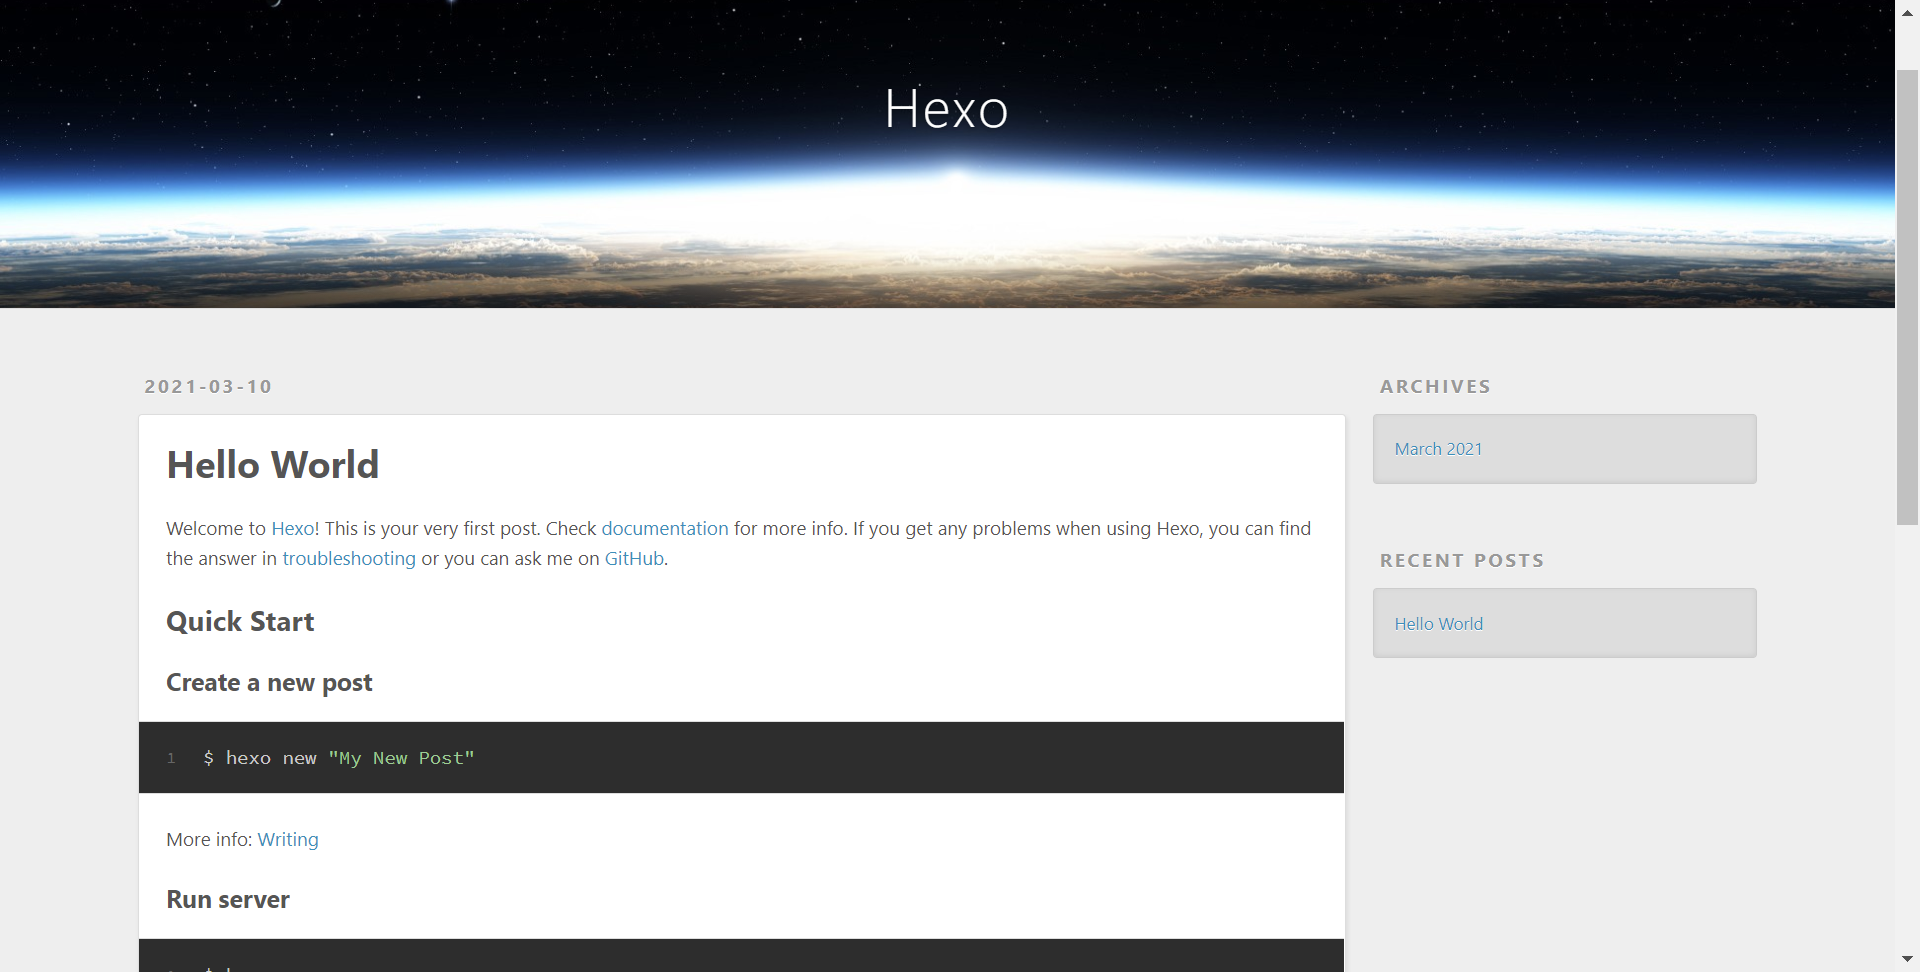 Hexo
2021-03-10
Hello World
Welcome to Hexo! This is your very first post. Check documentation for more info. If you get any problems when using Hexo, you can find
the answer in troubleshooting or you can ask me on GitHub.
Quick Start
Create a new post
1 $ hexo new "My New Post"
More info: Writing
Run server
ARCHIVES
March 2021
RECENT POSTS
Hello World